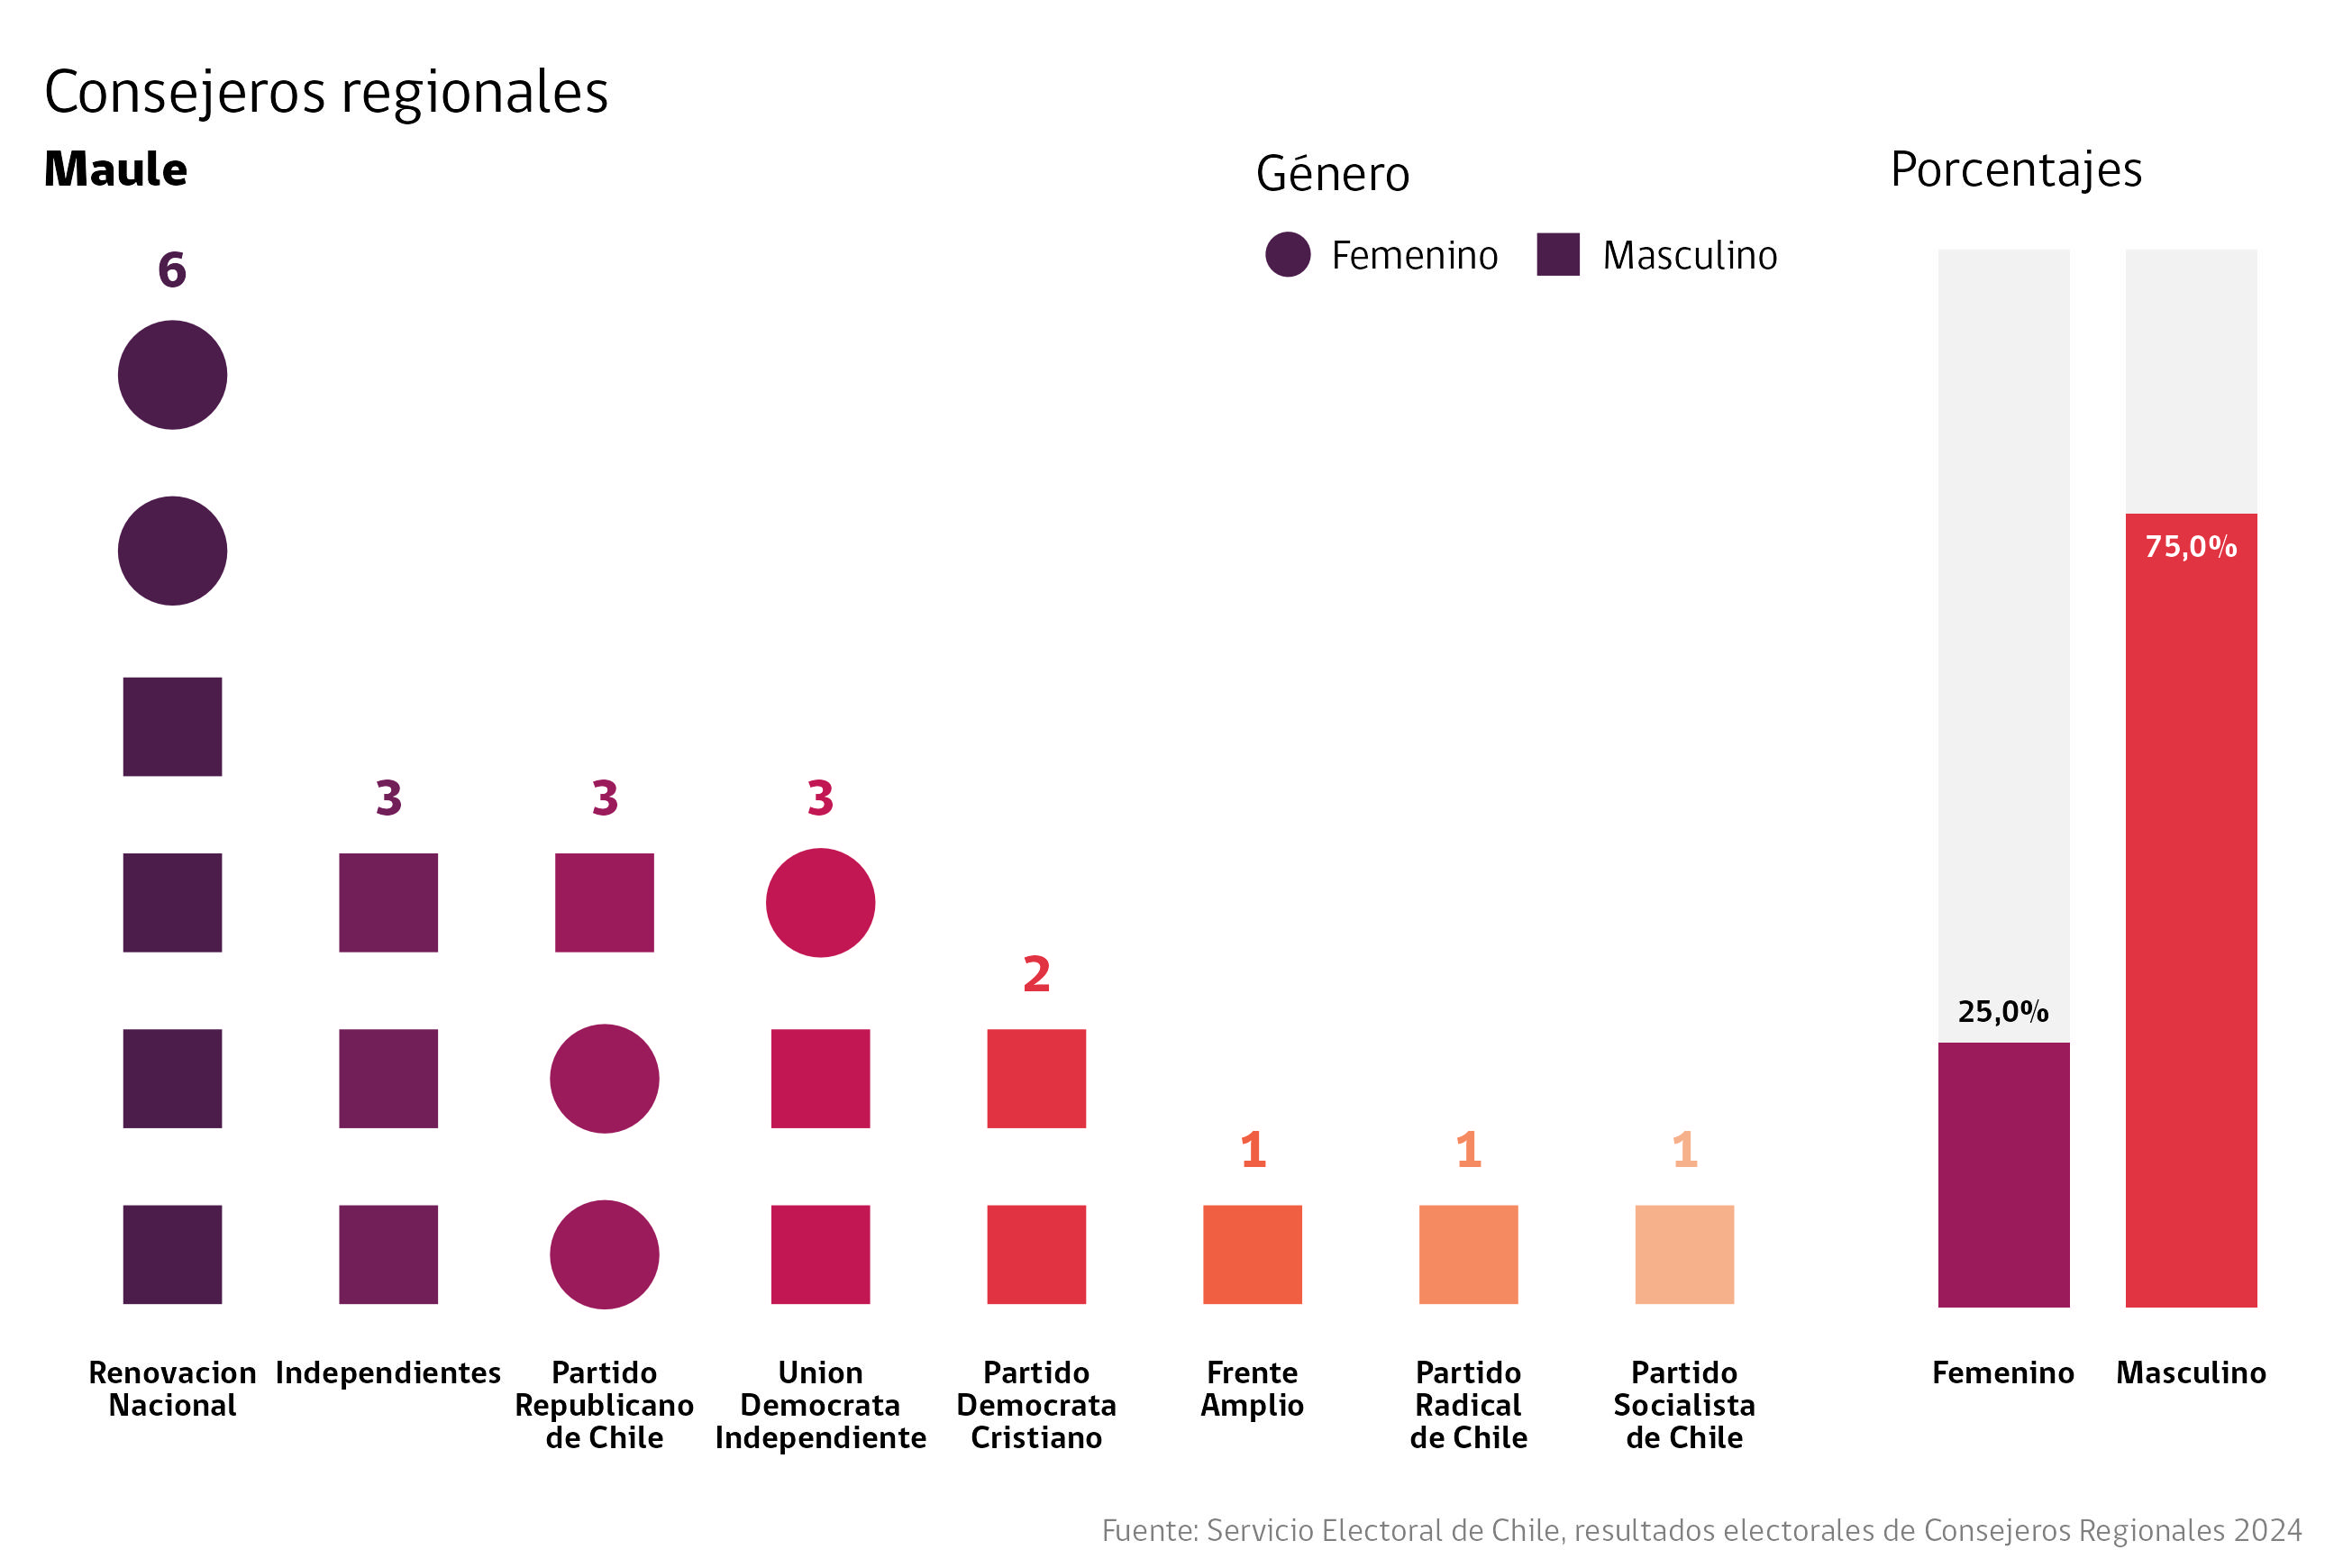 Consejeros regionales
Maule
Género
Femenino
Masculino
Porcentajes
6
3
3
3
2
1
1
1
75,0%
25,0%
Renovacion
Nacional
Independientes
Partido
Republicano
de Chile
Union
Democrata
Independiente
Partido
Democrata
Cristiano
Frente
Amplio
Partido
Radical
de Chile
Partido
Socialista
de Chile
Femenino
Masculino
Fuente: Servicio Electoral de Chile, resultados electorales de Consejeros Regionales 2024